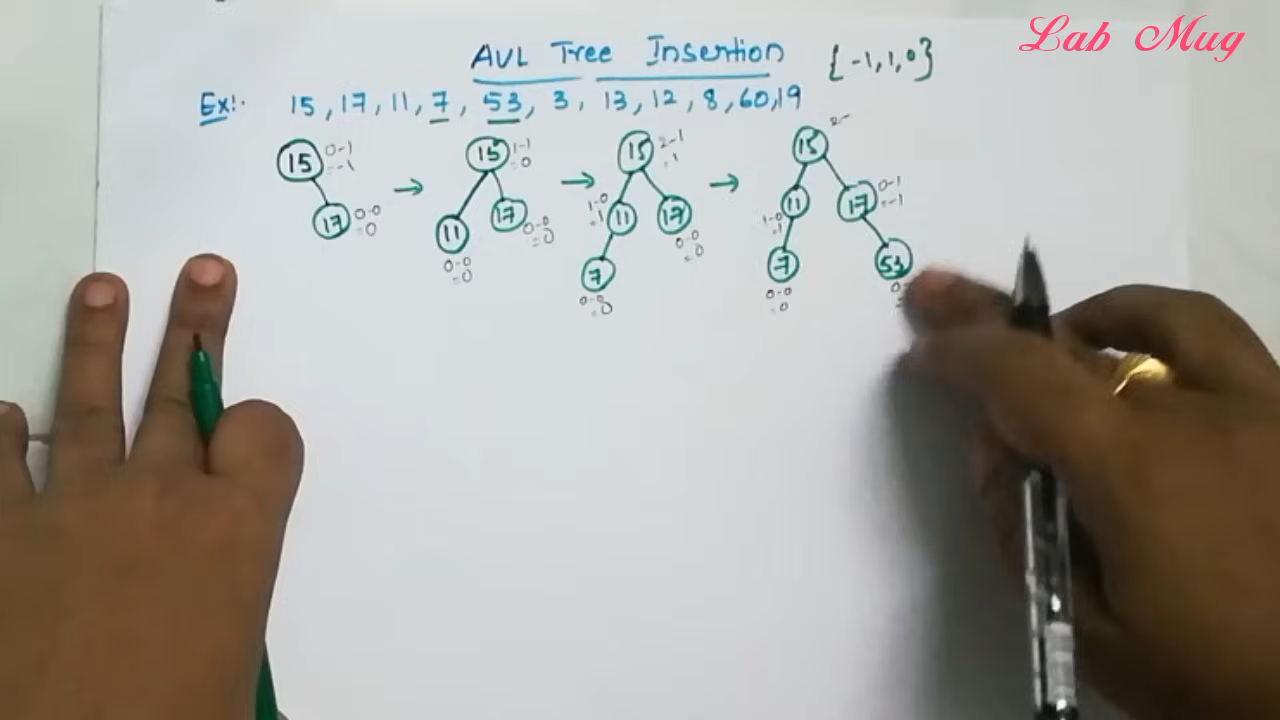 Lab Mug
AVL Tree Insertion {-1,1,0}
Ex:- 15, 17, 11, 7, 53, 3, 13, 12, 8, 60, 19
15 0-1 =-1
17 0-0 =0
→
15 1-1 =0
11 0-0 =0
17 0-0 =0
→
15 2-1 =1
11 1-0 =1
17 0-0 =0
7 0-0 =0
→
15 2-
11 1-0 =1
17 0-1 =-1
7 0-0 =0
53